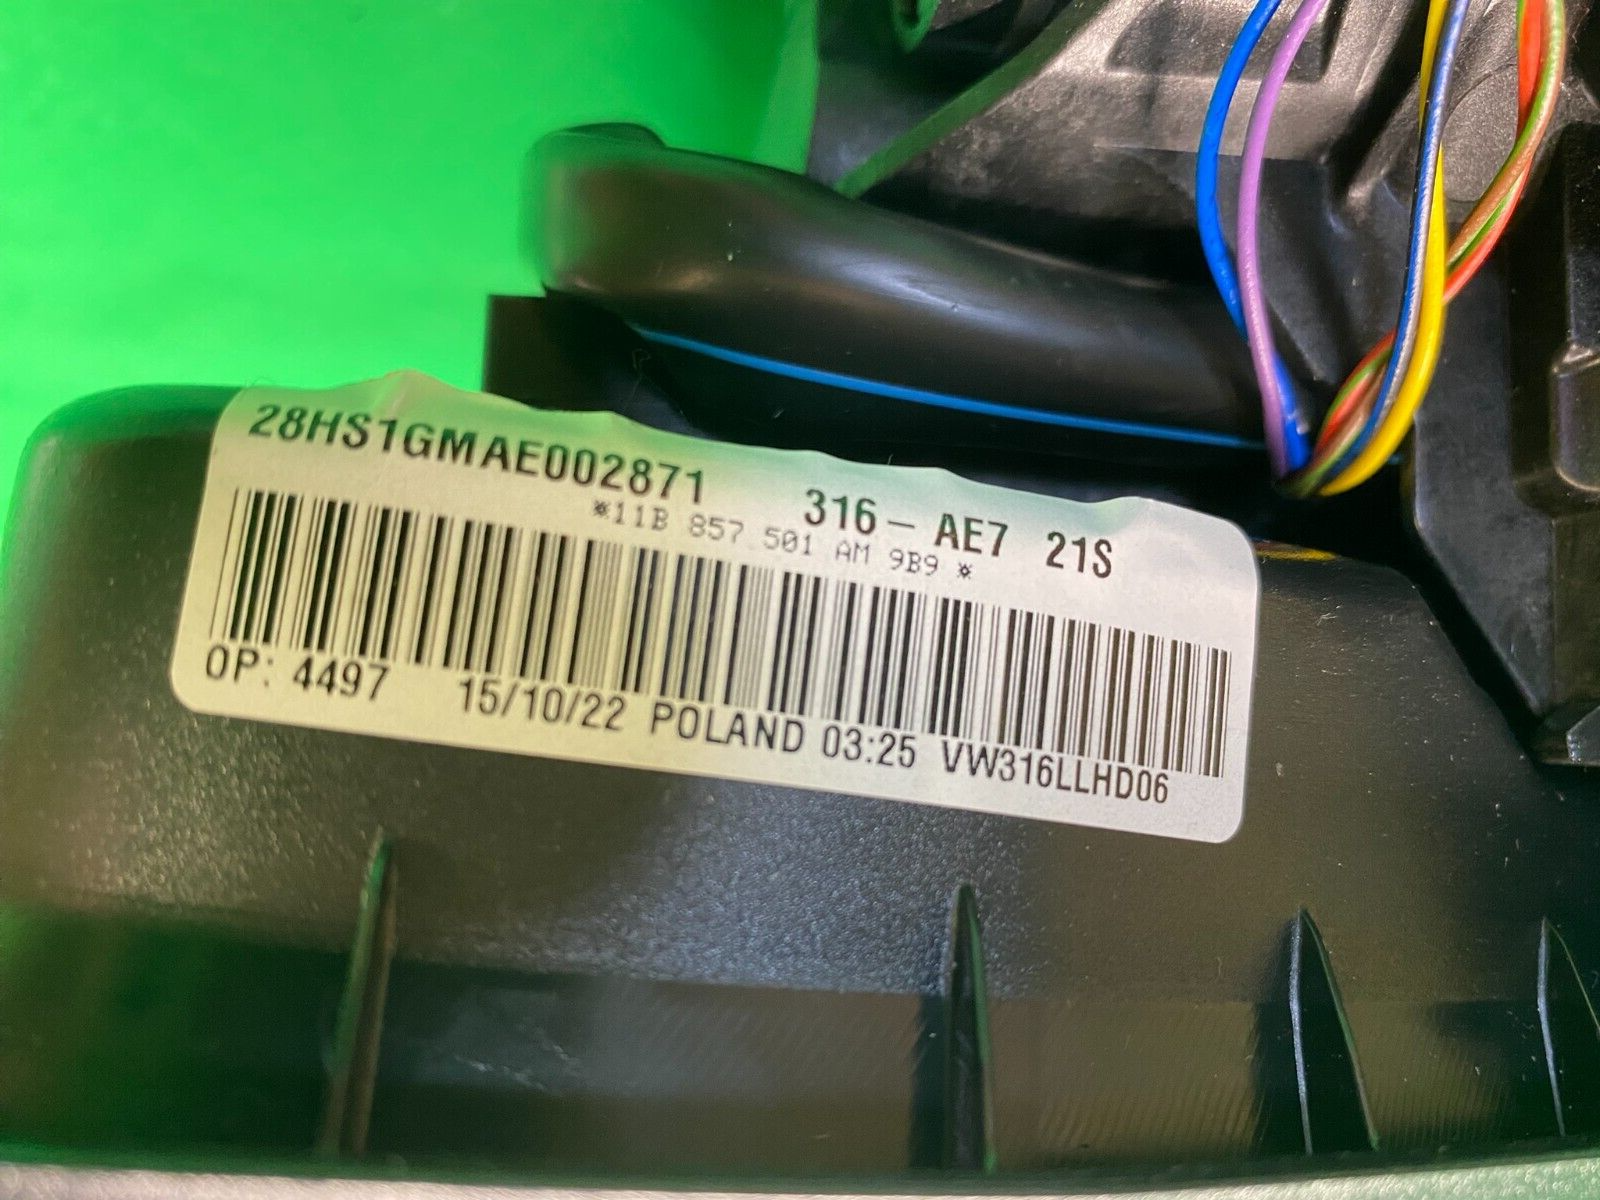 28HS1GMAE002871 316- AE7 21S
*11B 857 501 AM 9B9 *
OP: 4497 15/10/22 POLAND 03:25 VW316LLHD06